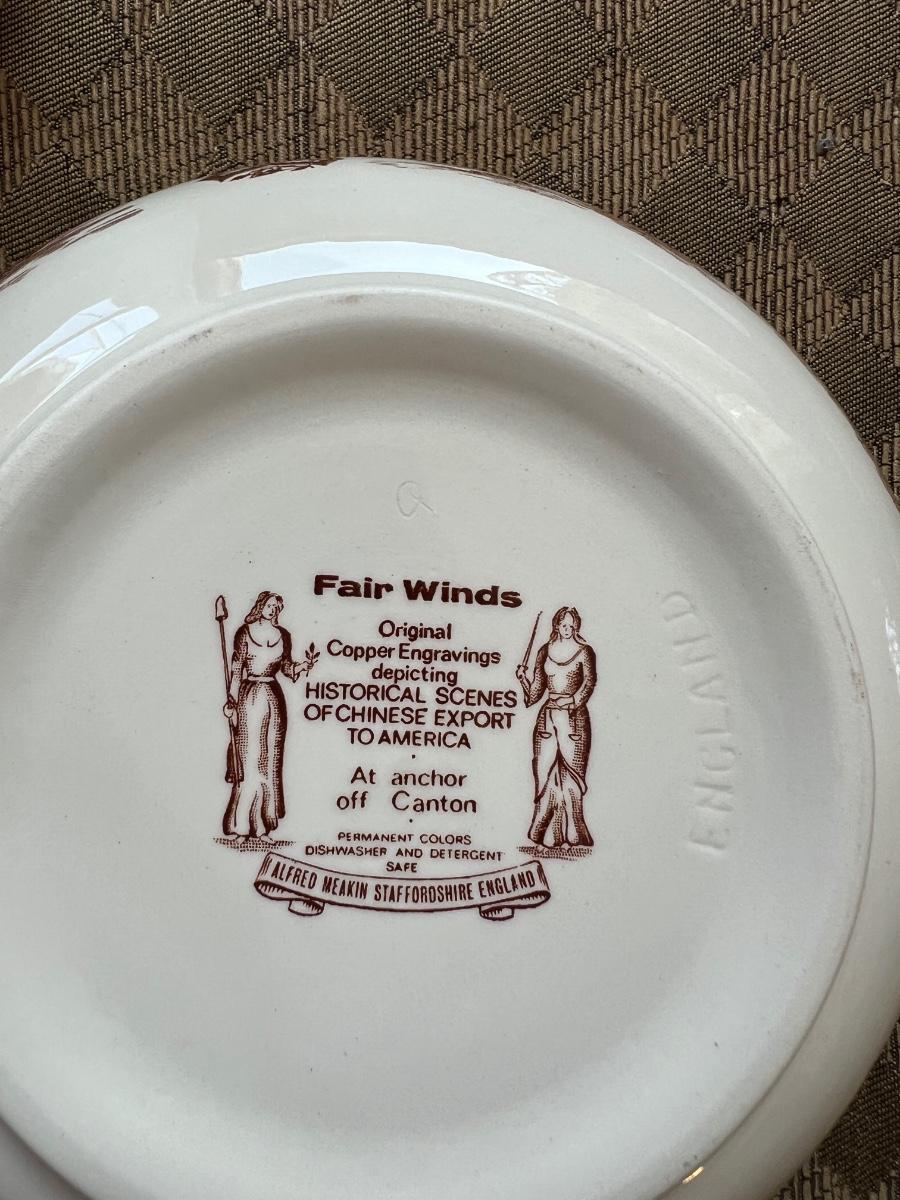 Fair Winds
Original
Copper Engravings
depicting
HISTORICAL SCENES
OF CHINESE EXPORT
TO AMERICA
At anchor
off Canton
PERMANENT COLORS
DISHWASHER AND DETERGENT
SAFE
ALFRED MEAKIN STAFFORDSHIRE ENGLAND
ENGLAND